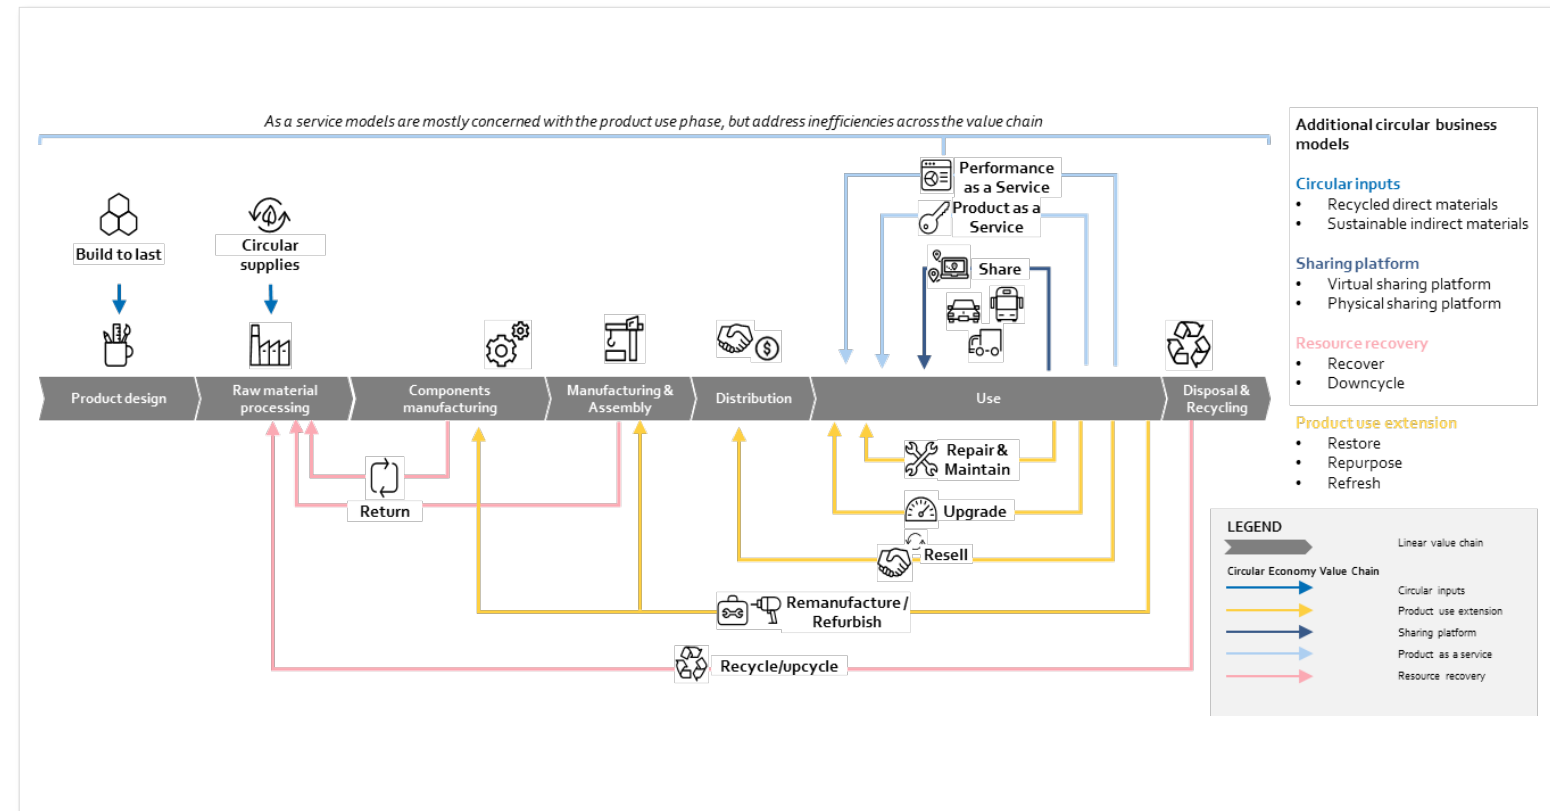 As a service models are mostly concerned with the product use phase, but address inefficiencies across the value chain
Performance
as a Service
Product as a
Service
Share
Build to last
Circular
supplies
Product design
Raw material
processing
Components
manufacturing
Manufacturing &
Assembly
Distribution
Use
Disposal &
Recycling
Repair &
Maintain
Return
Upgrade
Resell
Remanufacture /
Refurbish
Recycle/upcycle
Additional circular business
models
Circular inputs
• Recycled direct materials
• Sustainable indirect materials
Sharing platform
• Virtual sharing platform
• Physical sharing platform
Resource recovery
• Recover
• Downcycle
Product use extension
• Restore
• Repurpose
• Refresh
LEGEND
Linear value chain
Circular Economy Value Chain
Circular inputs
Product use extension
Sharing platform
Product as a service
Resource recovery